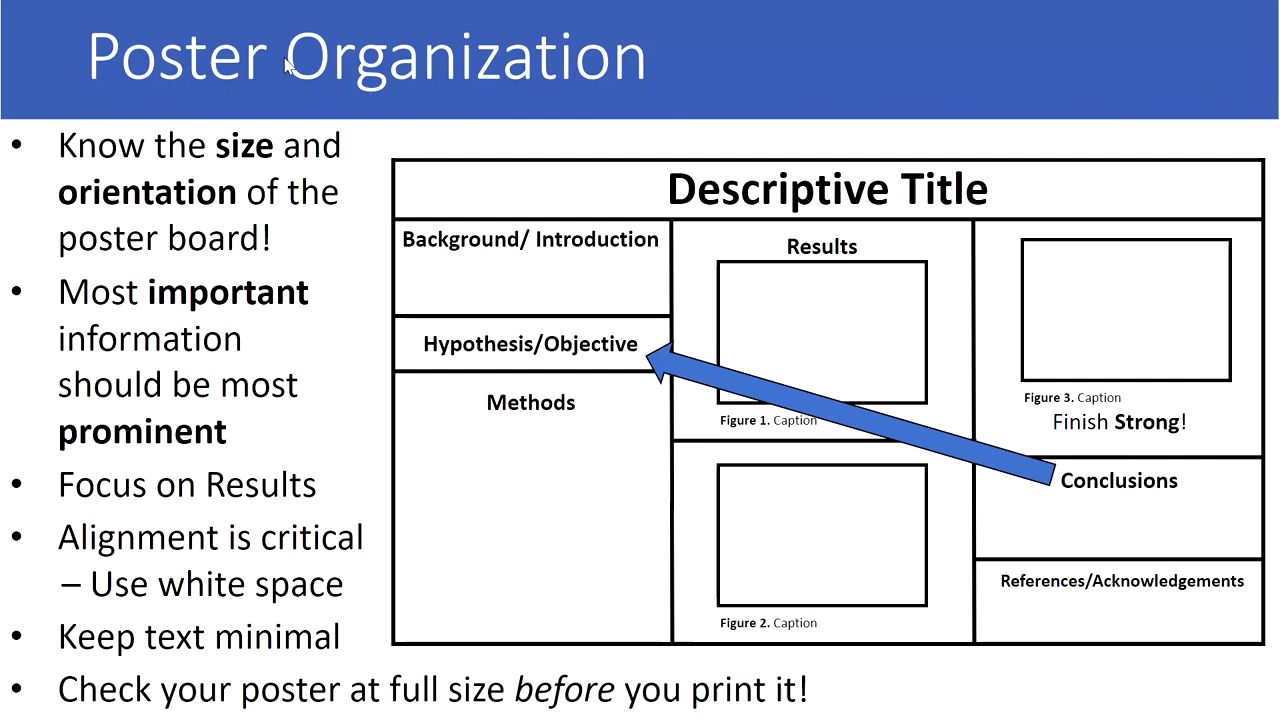 Poster Organization
• Know the size and
orientation of the
poster board!
• Most important
information
should be most
prominent
• Focus on Results
• Alignment is critical
– Use white space
• Keep text minimal
• Check your poster at full size before you print it!
Descriptive Title
Background/ Introduction
Hypothesis/Objective
Methods
Results
Figure 1. Caption
Figure 2. Caption
Figure 3. Caption
Finish Strong!
Conclusions
References/Acknowledgements